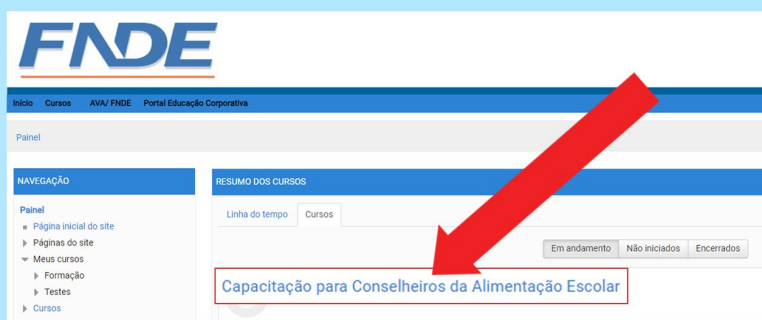 FNDE
Início Cursos AVA/ FNDE Portal Educação Corporativa
Painel
NAVEGAÇÃO
Painel
Página inicial do site
Páginas do site
Meus cursos
Formação
Testes
Cursos
RESUMO DOS CURSOS
Linha do tempo Cursos
Em andamento Não iniciados Encerrados
Capacitação para Conselheiros da Alimentação Escolar